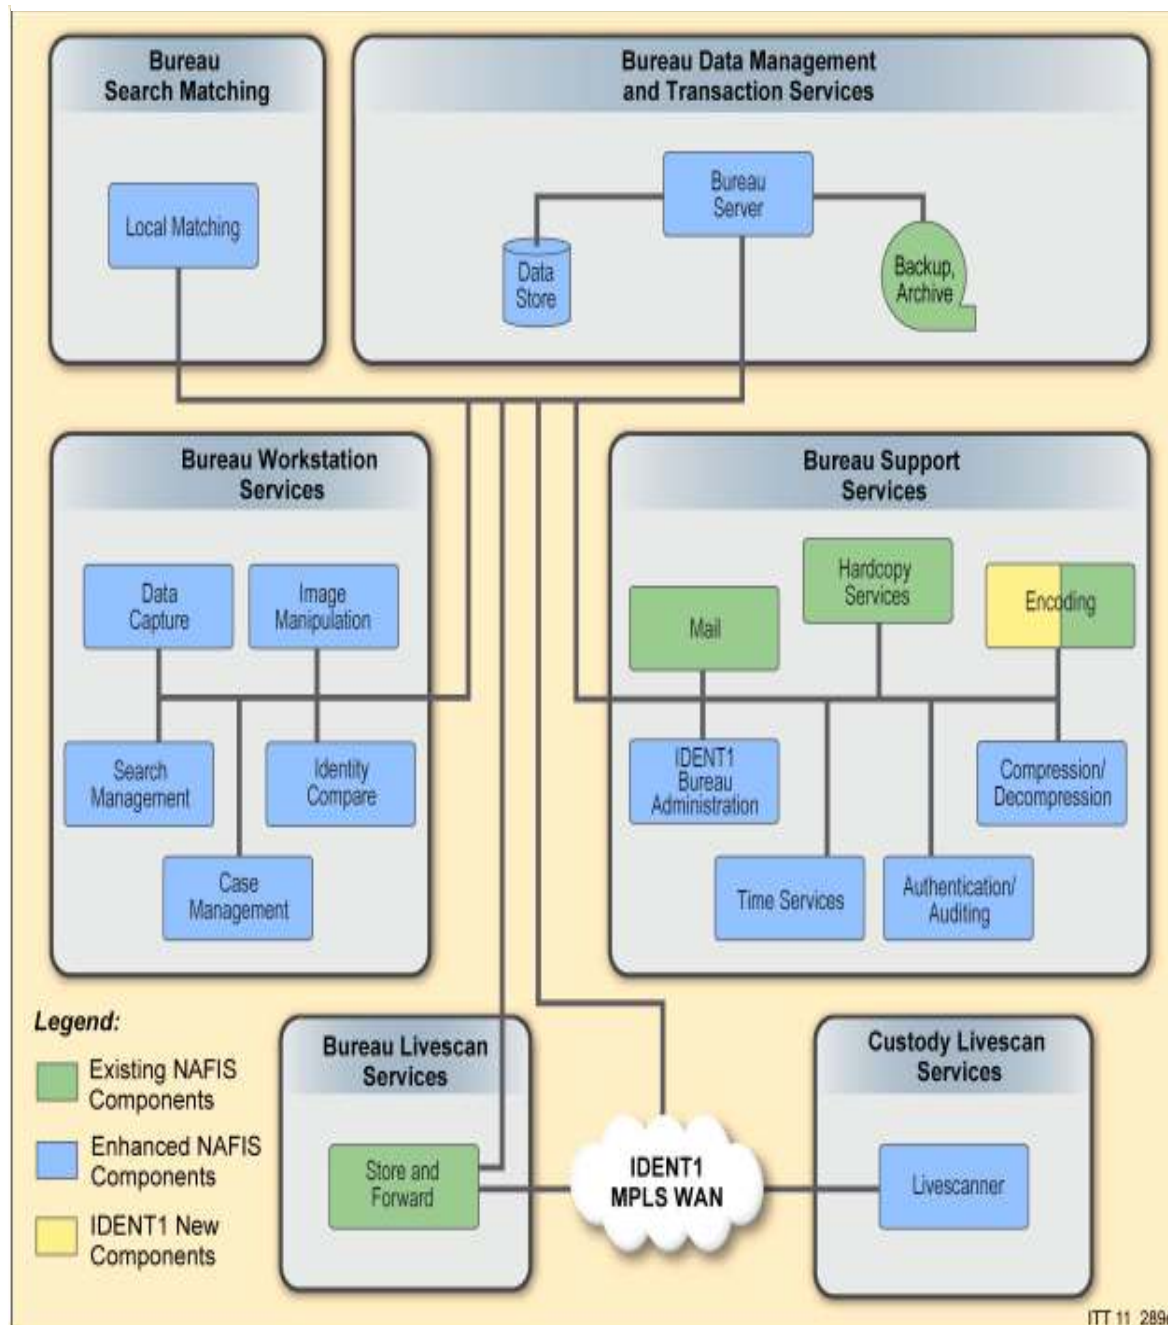 Bureau
Search Matching
Local Matching
Bureau Data Management
and Transaction Services
Bureau
Server
Data
Store
Backup,
Archive
Bureau Workstation
Services
Data
Capture
Image
Manipulation
Search
Management
Identity
Compare
Case
Management
Bureau Support
Services
Mail
Hardcopy
Services
Encoding
IDENT1
Bureau
Administration
Compression/
Decompression
Time Services
Authentication/
Auditing
Legend:
Existing NAFIS
Components
Enhanced NAFIS
Components
IDENT1 New
Components
Bureau Livescan
Services
Store and
Forward
IDENT1
MPLS WAN
Custody Livescan
Services
Livescanner
ITT 11